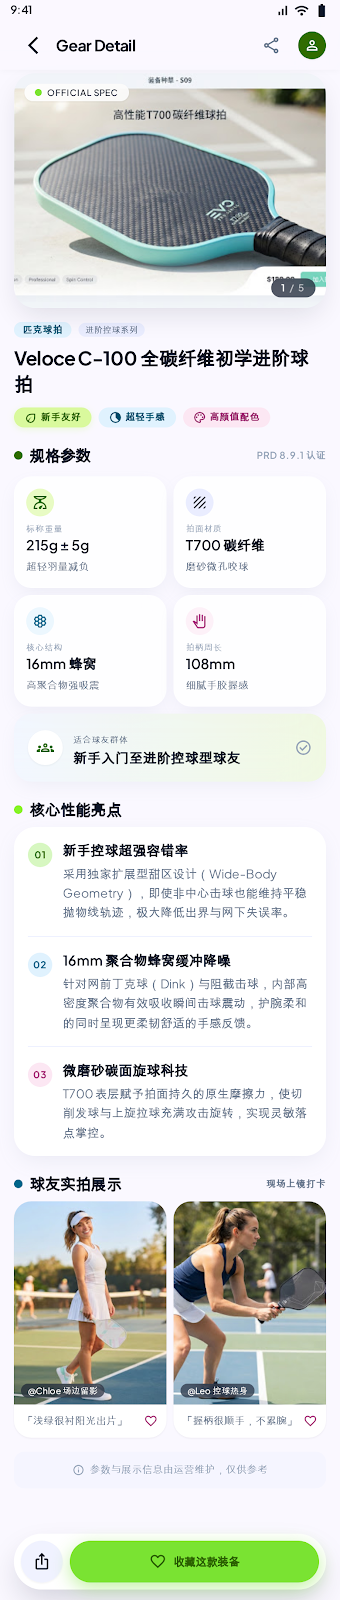 9:41
Gear Detail
装备种草 · S09
OFFICIAL SPEC
高性能T700碳纤维球拍
EVO
T700
Professional
Spin Control
1 / 5
匹克球拍
进阶控球系列
Veloce C-100 全碳纤维初学进阶球
拍
新手友好
超轻手感
高颜值配色
规格参数
PRD 8.9.1 认证
标称重量
215g ± 5g
超轻羽量减负
拍面材质
T700 碳纤维
磨砂微孔咬球
核心结构
16mm 蜂窝
高聚合物强吸震
拍柄周长
108mm
细腻手胶握感
适合球友群体
新手入门至进阶控球型球友
核心性能亮点
01
新手控球超强容错率
采用独家扩展型甜区设计（Wide-Body
Geometry），即使非中心击球也能维持平稳
抛物线轨迹，极大降低出界与网下失误率。
02
16mm 聚合物蜂窝缓冲降噪
针对网前丁克球（Dink）与阻截击球，内部高
密度聚合物有效吸收瞬间击球震动，护腕柔和
的同时呈现更柔韧舒适的手感反馈。
03
微磨砂碳面旋球科技
T700 表层赋予拍面持久的原生摩擦力，使切
削发球与上旋拉球充满攻击旋转，实现灵敏落
点掌控。
球友实拍展示
现场上镜打卡
@Chloe 场边留影
「浅绿很衬阳光出片」
@Leo 控球热身
「握柄很顺手，不累腕」
参数与展示信息由运营维护，仅供参考
收藏这款装备